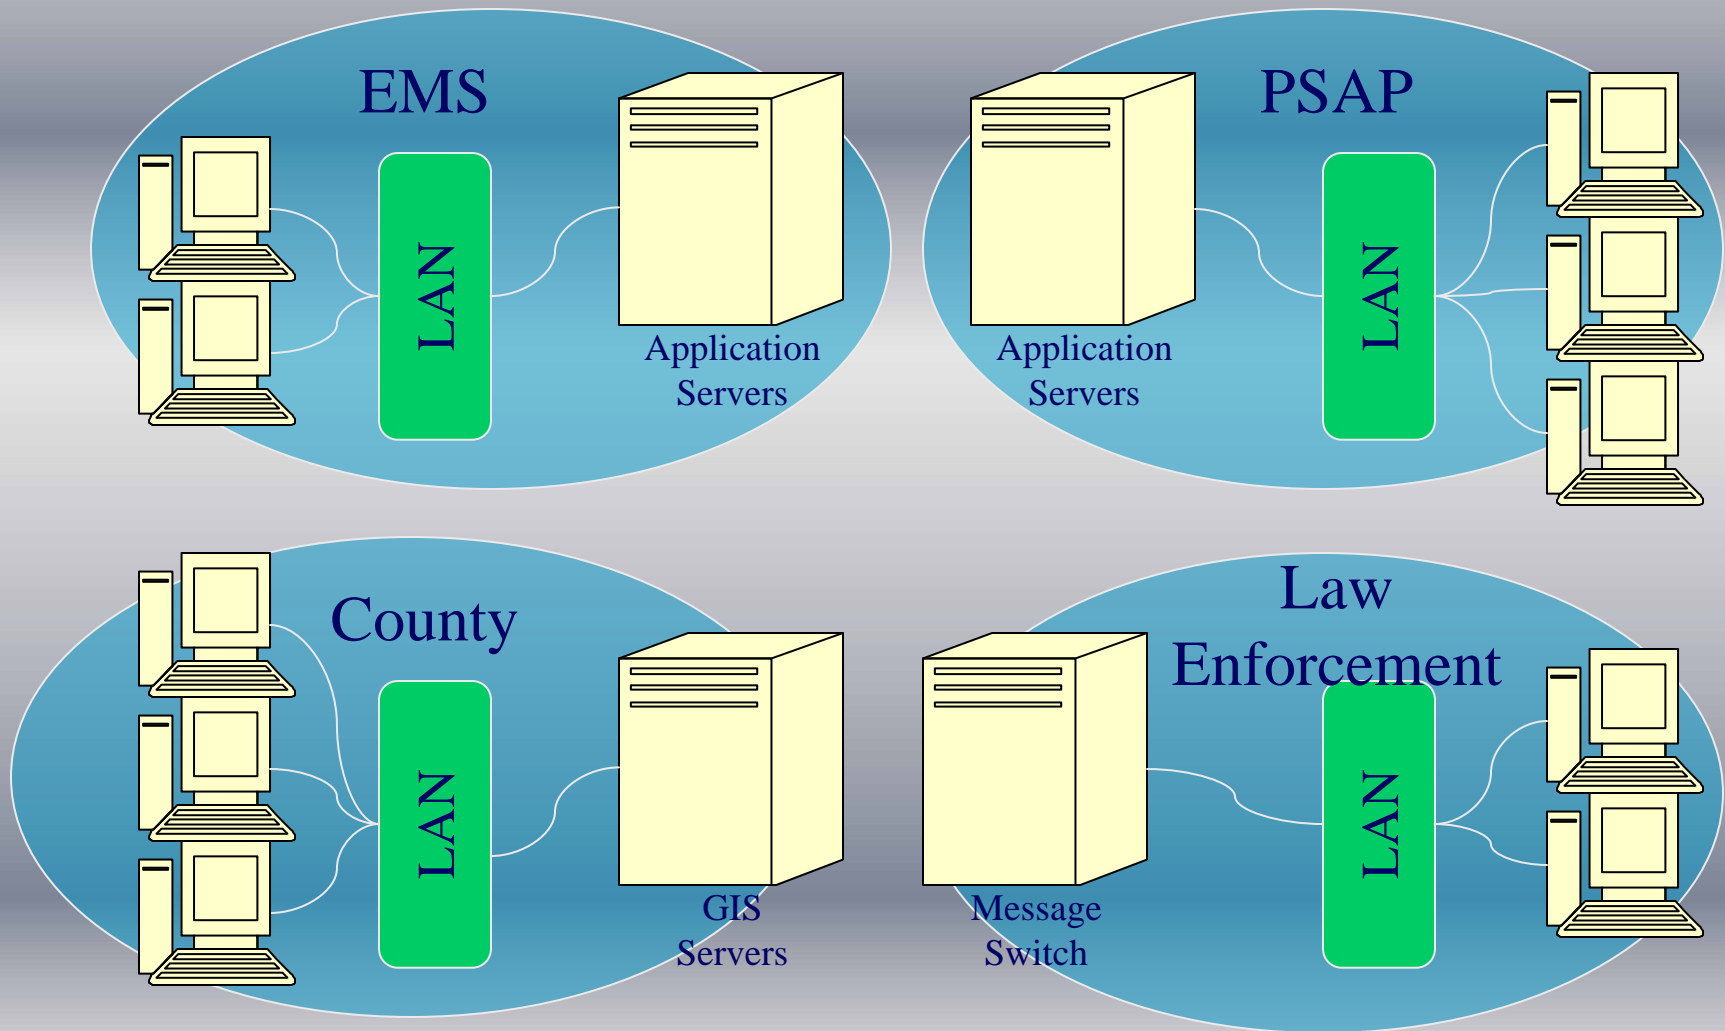 EMS
LAN
Application
Servers
PSAP
Application
Servers
LAN
County
LAN
GIS
Servers
Law
Enforcement
Message
Switch
LAN